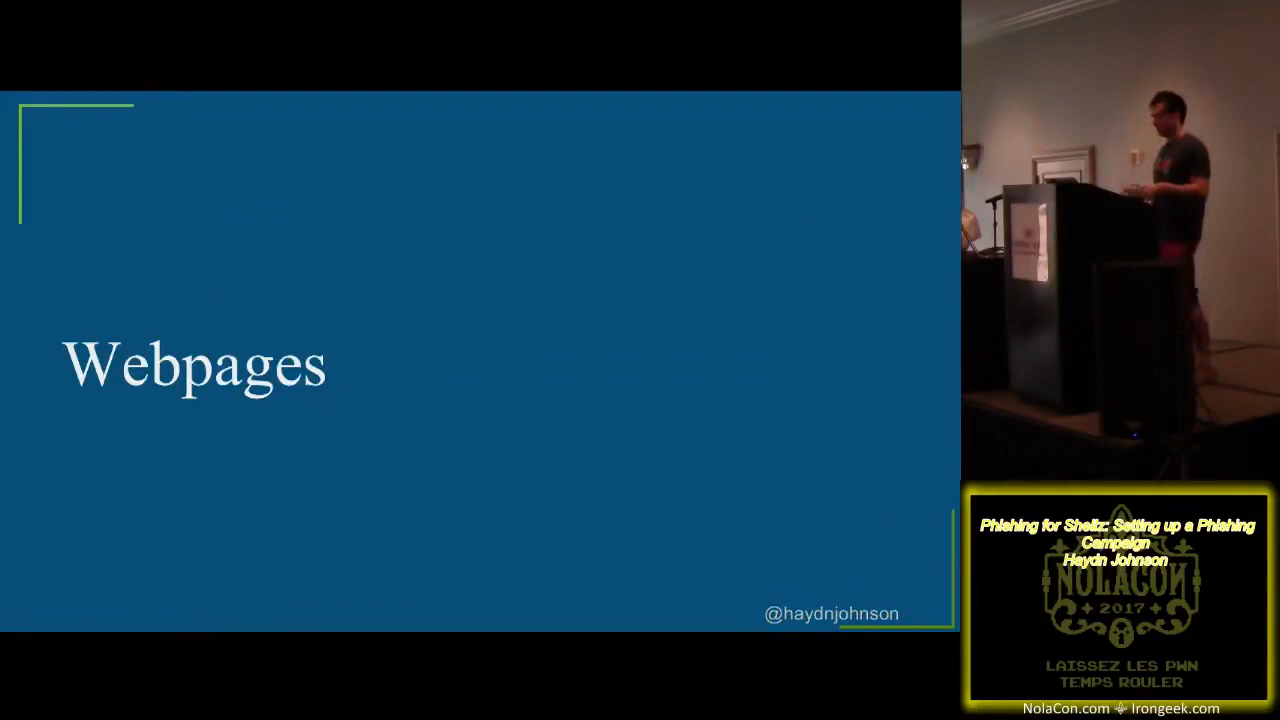 Webpages
@haydnjohnson
Phishing for Shellz: Setting up a Phishing
Campaign
Haydn Johnson
NOLACON
2017
LAISSEZ LES PWN
TEMPS ROULER
NolaCon.com Irongeek.com